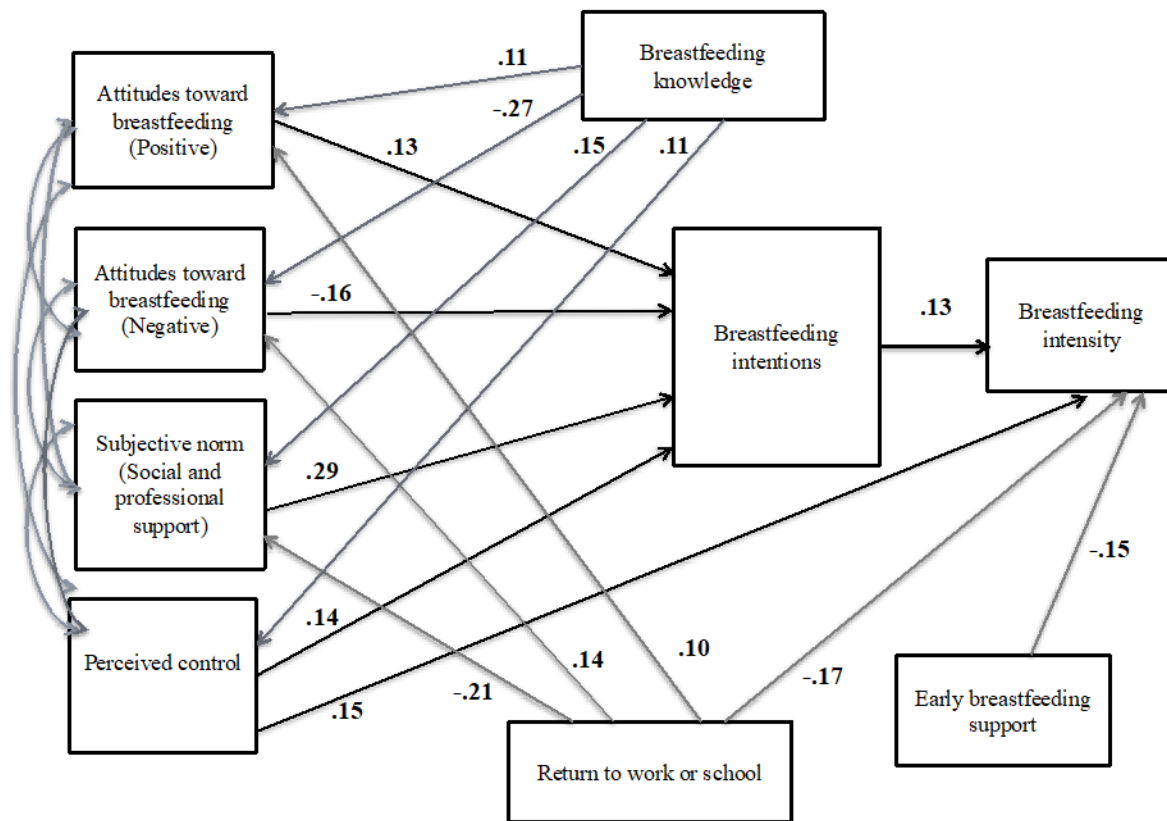 Breastfeeding
knowledge
.11
Attitudes toward
breastfeeding
(Positive)
-.27
.13
.15
.11
Attitudes toward
breastfeeding
(Negative)
-.16
Breastfeeding
intentions
.13
Breastfeeding
intensity
Subjective norm
(Social and
professional
support)
.29
-.15
Perceived control
.14
.15
-.21
.14
.10
-.17
Early breastfeeding
support
Return to work or school